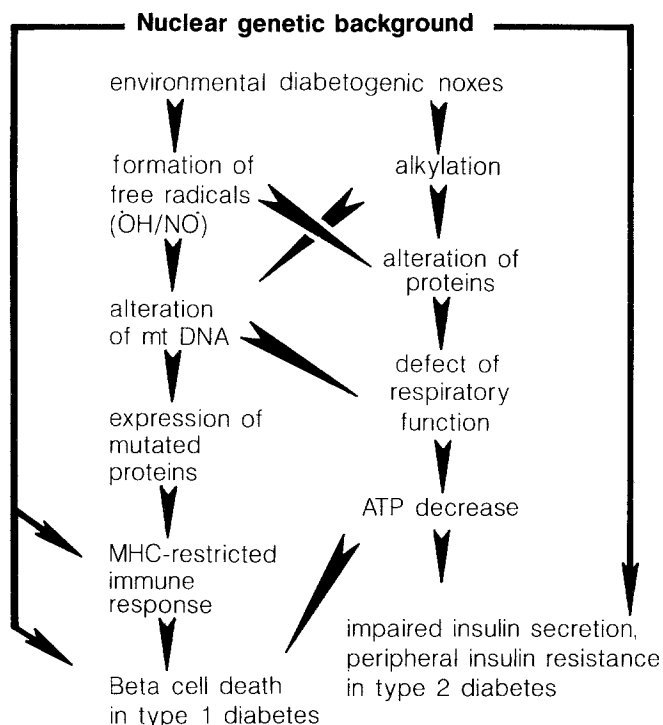 Nuclear genetic background
environmental diabetogenic noxes
formation of
free radicals
(ȮH/NȮ)
alkylation
alteration of
proteins
alteration
of mt DNA
defect of
respiratory
function
expression of
mutated
proteins
ATP decrease
MHC-restricted
immune
response
impaired insulin secretion,
peripheral insulin resistance
in type 2 diabetes
Beta cell death
in type 1 diabetes